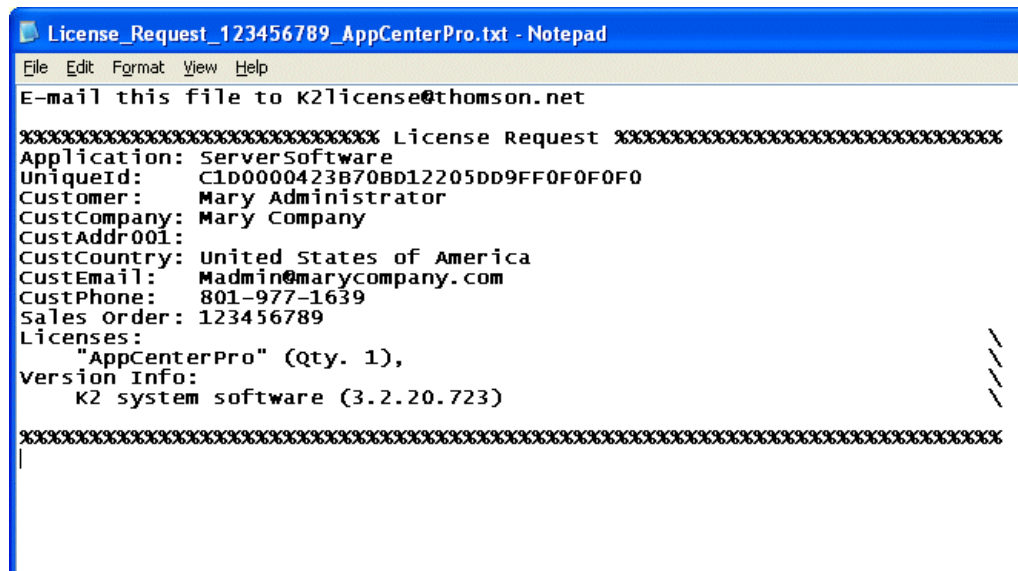 License_Request_123456789_AppCenterPro.txt - Notepad
File Edit Format View Help
E-mail this file to K2license@thomson.net
%%%%%%%%%%%%%%%%%%%%%%%%%% License Request %%%%%%%%%%%%%%%%%%%%%%%%%%%%
Application: ServerSoftware
UniqueId: C1D0000423B70BD12205DD9FF0F0F0F0
Customer: Mary Administrator
CustCompany: Mary Company
CustAddr001:
CustCountry: United States of America
CustEmail: Madmin@marycompany.com
CustPhone: 801-977-1639
Sales Order: 123456789
Licenses: \
"AppCenterPro" (Qty. 1), \
Version Info: \
K2 system software (3.2.20.723) \
%%%%%%%%%%%%%%%%%%%%%%%%%%%%%%%%%%%%%%%%%%%%%%%%%%%%%%%%%%%%%%%%%%%%%%%